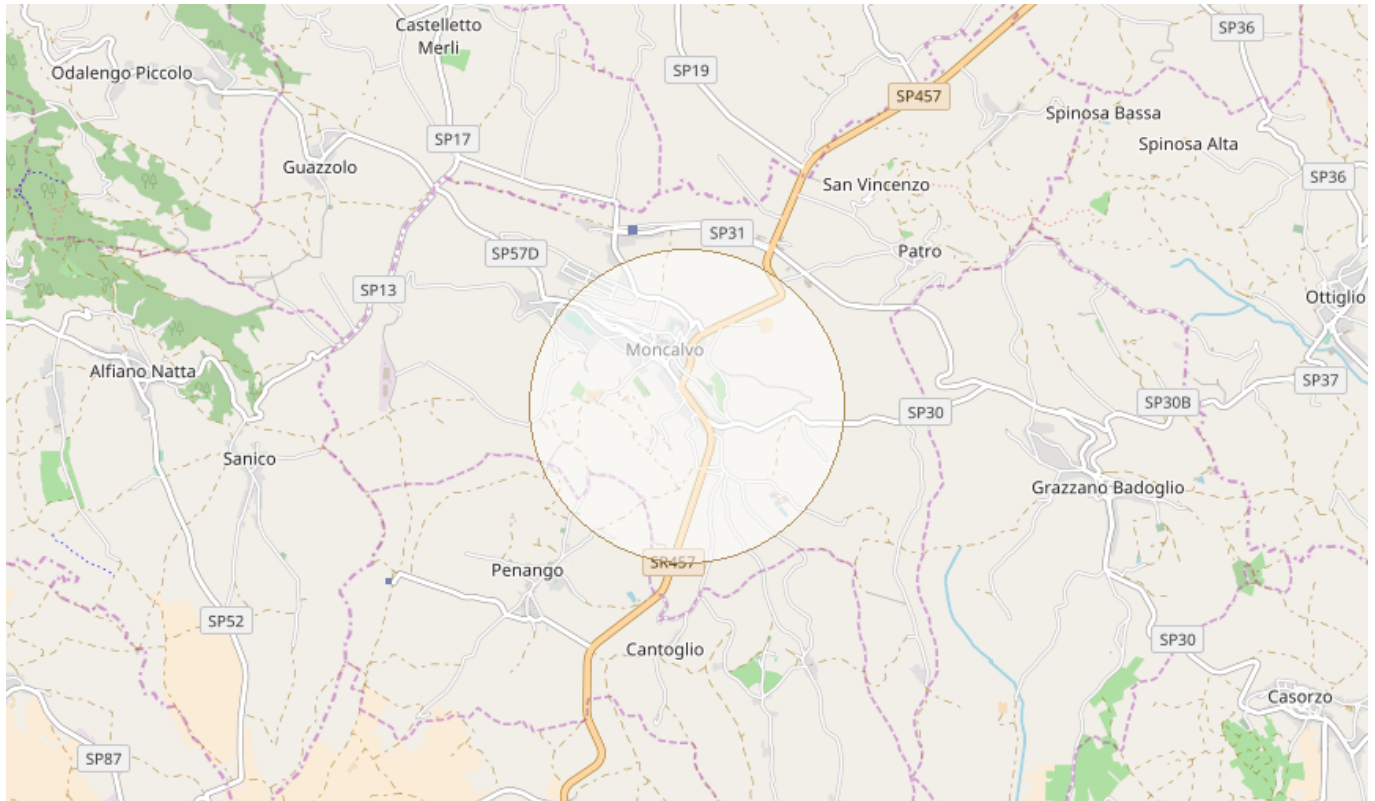 Castelletto
Merli
SP36
Odalengo Piccolo
SP19
SP457
Spinosa Bassa
SP17
Spinosa Alta
Guazzolo
SP36
San Vincenzo
SP31
SP57D
Patro
SP13
Ottiglio
Moncalvo
Alfiano Natta
SP37
SP30B
SP30
Sanico
Grazzano Badoglio
SR457
Penango
SP52
SP30
Cantoglio
Casorzo
SP87